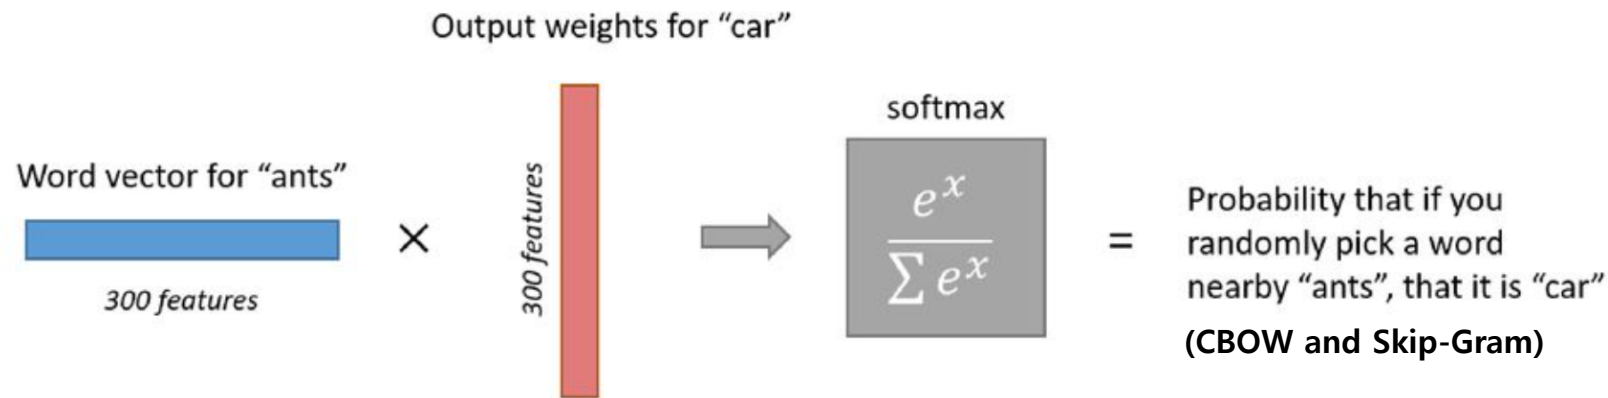 Output weights for “car”
softmax
Word vector for “ants”
300 features
×
300 features
e^x
∑ e^x
=
Probability that if you
randomly pick a word
nearby “ants”, that it is “car”
(CBOW and Skip-Gram)